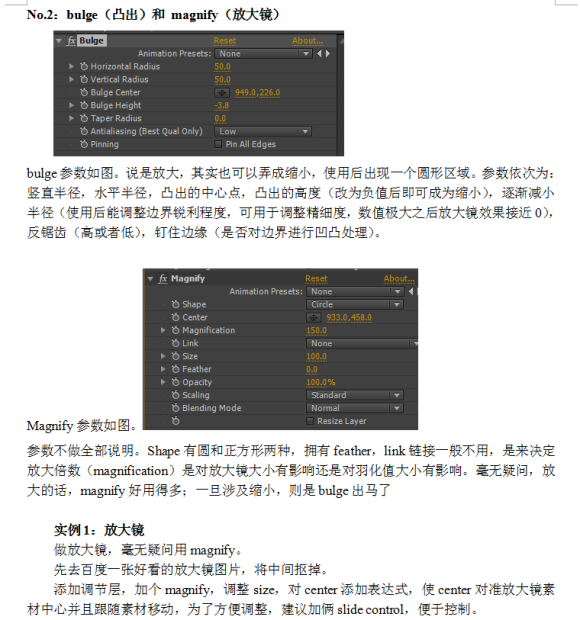 No.2：bulge（凸出）和 magnify（放大镜）
fx Bulge Reset About...
Animation Presets: None
Horizontal Radius 50.0
Vertical Radius 50.0
Bulge Center 949.0,226.0
Bulge Height -3.8
Taper Radius 0.0
Antialiasing (Best Qual Only) Low
Pinning Pin All Edges
bulge 参数如图。说是放大，其实也可以弄成缩小，使用后出现一个圆形区域。参数依次为：
竖直半径，水平半径，凸出的中心点，凸出的高度（改为负值后即可成为缩小），逐渐减小
半径（使用后能调整边界锐利程度，可用于调整精细度，数值极大之后放大镜效果接近 0），
反锯齿（高或者低），钉住边缘（是否对边界进行凹凸处理）。
fx Magnify Reset About...
Animation Presets: None
Shape Circle
Center 933.0,458.0
Magnification 150.0
Link None
Size 100.0
Feather 0.0
Opacity 100.0%
Scaling Standard
Blending Mode Normal
Resize Layer
Magnify 参数如图。
参数不做全部说明。Shape 有圆和正方形两种，拥有 feather，link 链接一般不用，是来决定
放大倍数（magnification）是对放大镜大小有影响还是对羽化值大小有影响。毫无疑问，放
大的话，magnify 好用得多；一旦涉及缩小，则是 bulge 出马了
实例 1：放大镜
做放大镜，毫无疑问用 magnify。
先去百度一张好看的放大镜图片，将中间抠掉。
添加调节层，加个 magnify，调整 size，对 center 添加表达式，使 center 对准放大镜素
材中心并且跟随素材移动，为了方便调整，建议加俩 slide control，便于控制。